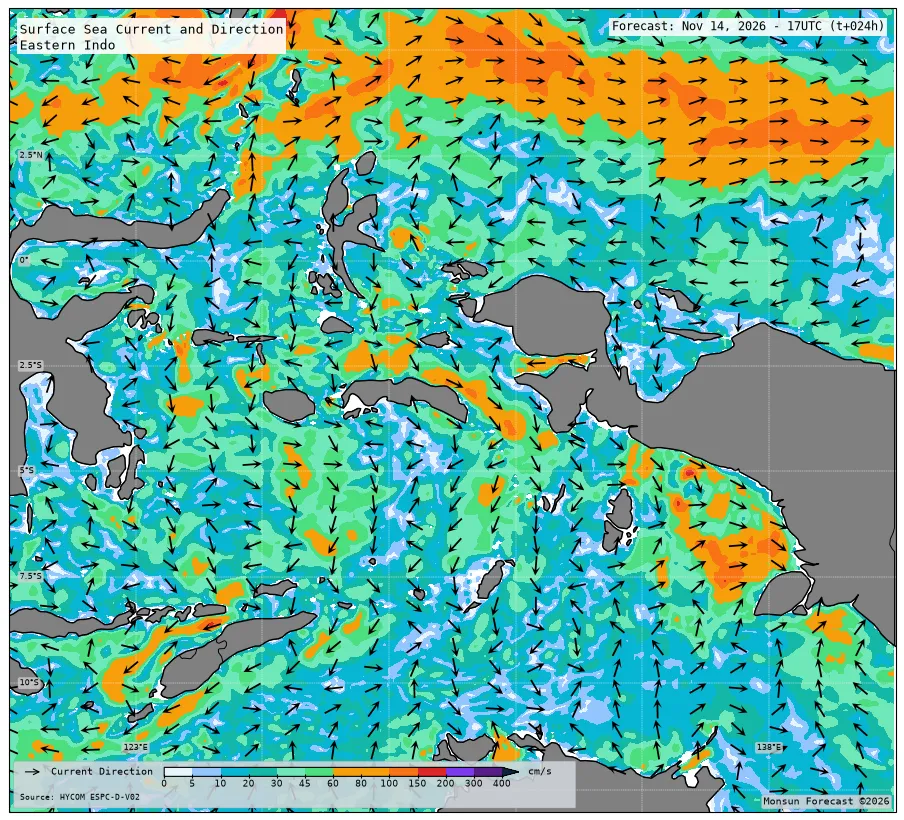 Surface Sea Current and Direction
Eastern Indo
Forecast: Nov 14, 2026 - 17UTC (t+024h)
2.5°N
0°
2.5°S
5°S
7.5°S
10°S
123°E
138°E
Current Direction
0 5 10 20 30 45 60 80 100 150 200 300 400
cm/s
Source: HYCOM ESPC-D-V02
Monsun Forecast ©2026